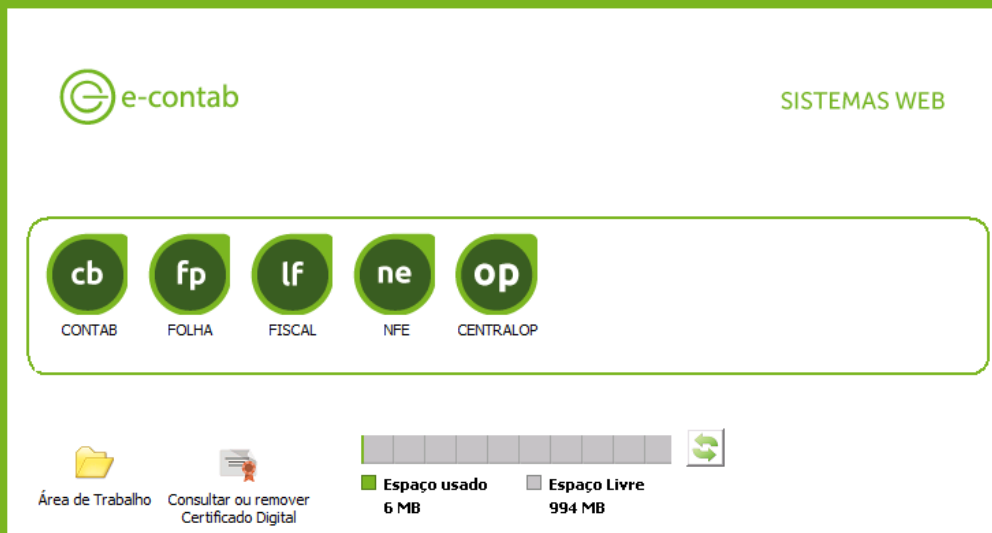 e-contab
SISTEMAS WEB
cb
fp
lf
ne
op
CONTAB
FOLHA
FISCAL
NFE
CENTRALOP
Área de Trabalho
Consultar ou remover
Certificado Digital
Espaço usado
6 MB
Espaço Livre
994 MB